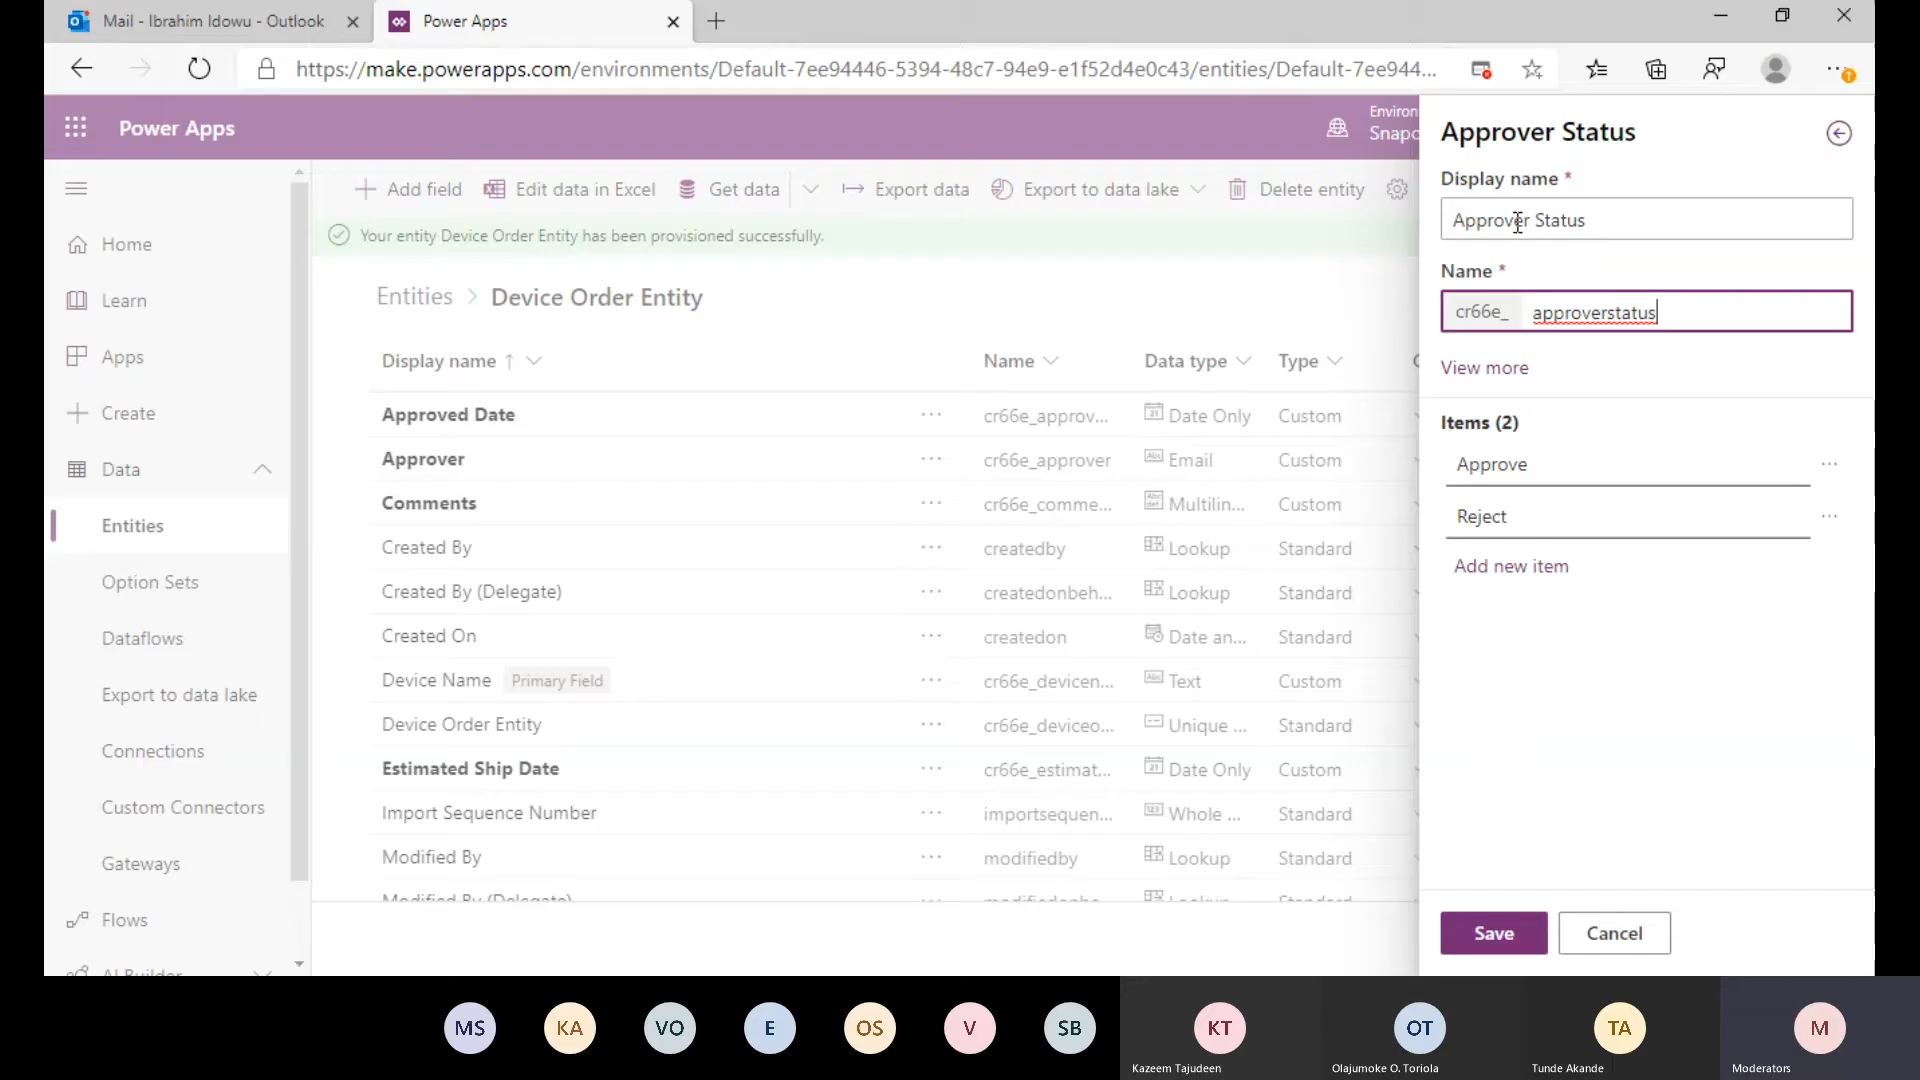 Mail - Ibrahim Idowu - Outlook
Power Apps
https://make.powerapps.com/environments/Default-7ee94446-5394-48c7-94e9-e1f52d4e0c43/entities/Default-7ee944...
Power Apps
Environ
Snapo
Add field
Edit data in Excel
Get data
Export data
Export to data lake
Delete entity
Your entity Device Order Entity has been provisioned successfully.
Home
Learn
Apps
Create
Data
Entities
Option Sets
Dataflows
Export to data lake
Connections
Custom Connectors
Gateways
Flows
AI Builder
Entities > Device Order Entity
Display name ↑ Name Data type Type
Approved Date ··· cr66e_approv... Date Only Custom
Approver ··· cr66e_approver Email Custom
Comments ··· cr66e_comme... Multilin... Custom
Created By ··· createdby Lookup Standard
Created By (Delegate) ··· createdonbeh... Lookup Standard
Created On ··· createdon Date an... Standard
Device Name Primary Field ··· cr66e_devicen... Text Custom
Device Order Entity ··· cr66e_deviceo... Unique ... Standard
Estimated Ship Date ··· cr66e_estimat... Date Only Custom
Import Sequence Number ··· importsequen... Whole ... Standard
Modified By ··· modifiedby Lookup Standard
Modified By (Delegate) ··· Lookup Standard
Approver Status
Display name *
Approver Status
Name *
cr66e_ approverstatus
View more
Items (2)
Approve ···
Reject ···
Add new item
Save
Cancel
MS
KA
VO
E
OS
V
SB
KT
Kazeem Tajudeen
OT
Olajumoke O. Toriola
TA
Tunde Akande
M
Moderators